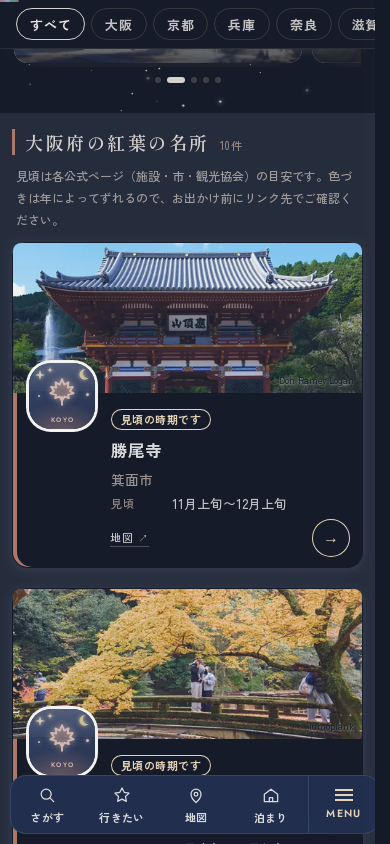 すべて
大阪
京都
兵庫
奈良
滋賀
大阪府の紅葉の名所 10件
見頃は各公式ページ（施設・市・観光協会）の目安です。色づ
きは年によってずれるので、お出かけ前にリンク先でご確認く
ださい。
山頂應
Don Ramey Logan
KOYO
見頃の時期です
勝尾寺
箕面市
見頃 11月上旬〜12月上旬
地図 ↗
→
Jumoplank
KOYO
見頃の時期です
さがす
行きたい
地図
泊まり
MENU